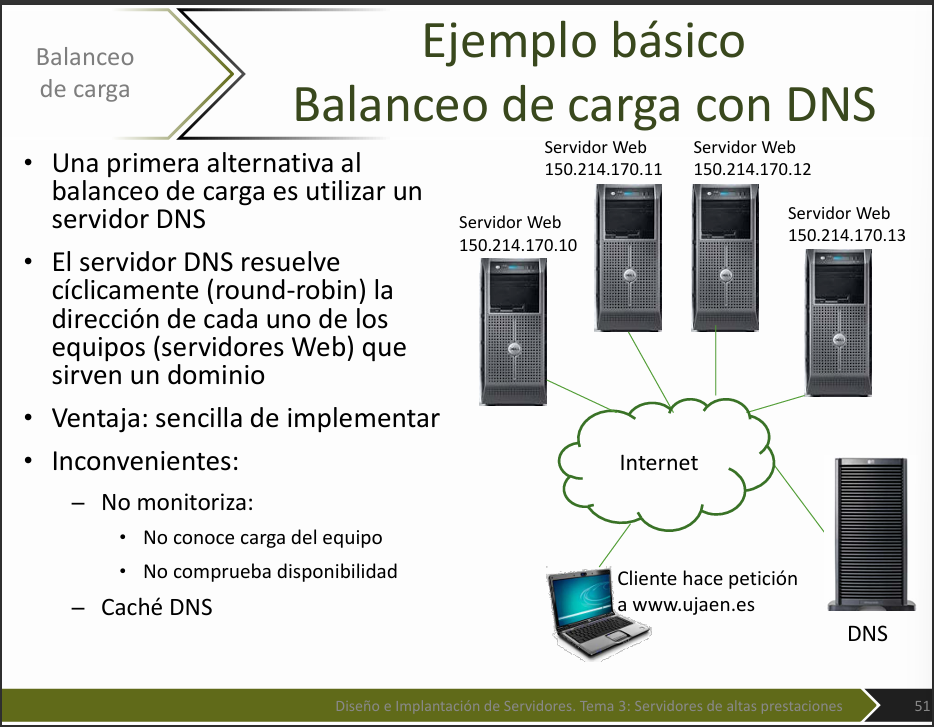 Balanceo
de carga
Ejemplo básico
Balanceo de carga con DNS
• Una primera alternativa al
balanceo de carga es utilizar un
servidor DNS
• El servidor DNS resuelve
cíclicamente (round-robin) la
dirección de cada uno de los
equipos (servidores Web) que
sirven un dominio
• Ventaja: sencilla de implementar
• Inconvenientes:
– No monitoriza:
• No conoce carga del equipo
• No comprueba disponibilidad
– Caché DNS
Servidor Web
150.214.170.10
Servidor Web
150.214.170.11
Servidor Web
150.214.170.12
Servidor Web
150.214.170.13
Internet
Cliente hace petición
a www.ujaen.es
DNS
Diseño e Implantación de Servidores. Tema 3: Servidores de altas prestaciones
51